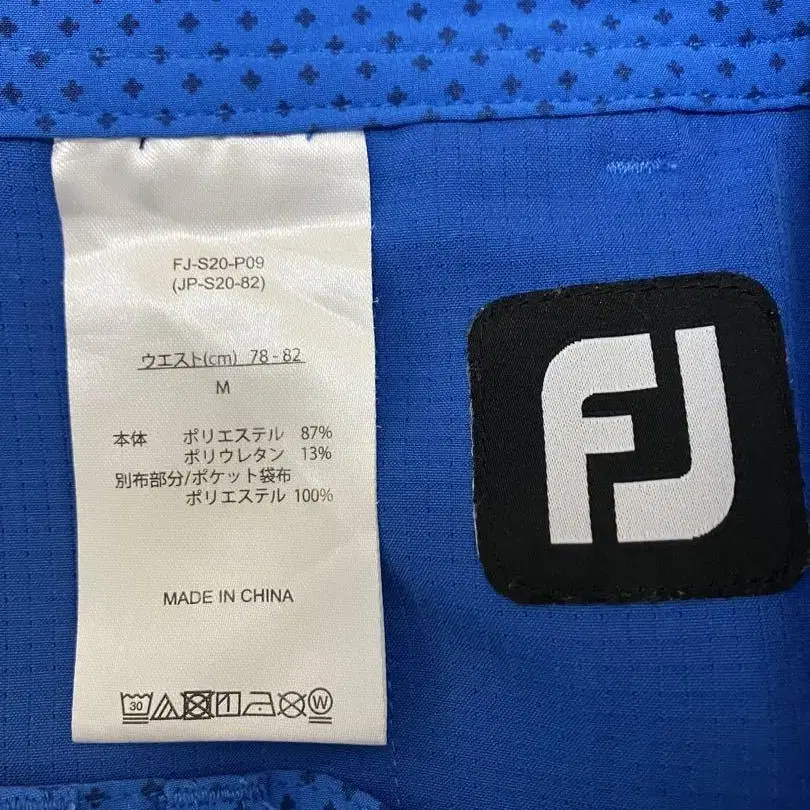 FJ-S20-P09
(JP-S20-82)
ウエスト(cm) 78 - 82
M
本体 ポリエステル 87%
ポリウレタン 13%
別布部分/ポケット袋布
ポリエステル 100%
MADE IN CHINA
30
W
FJ